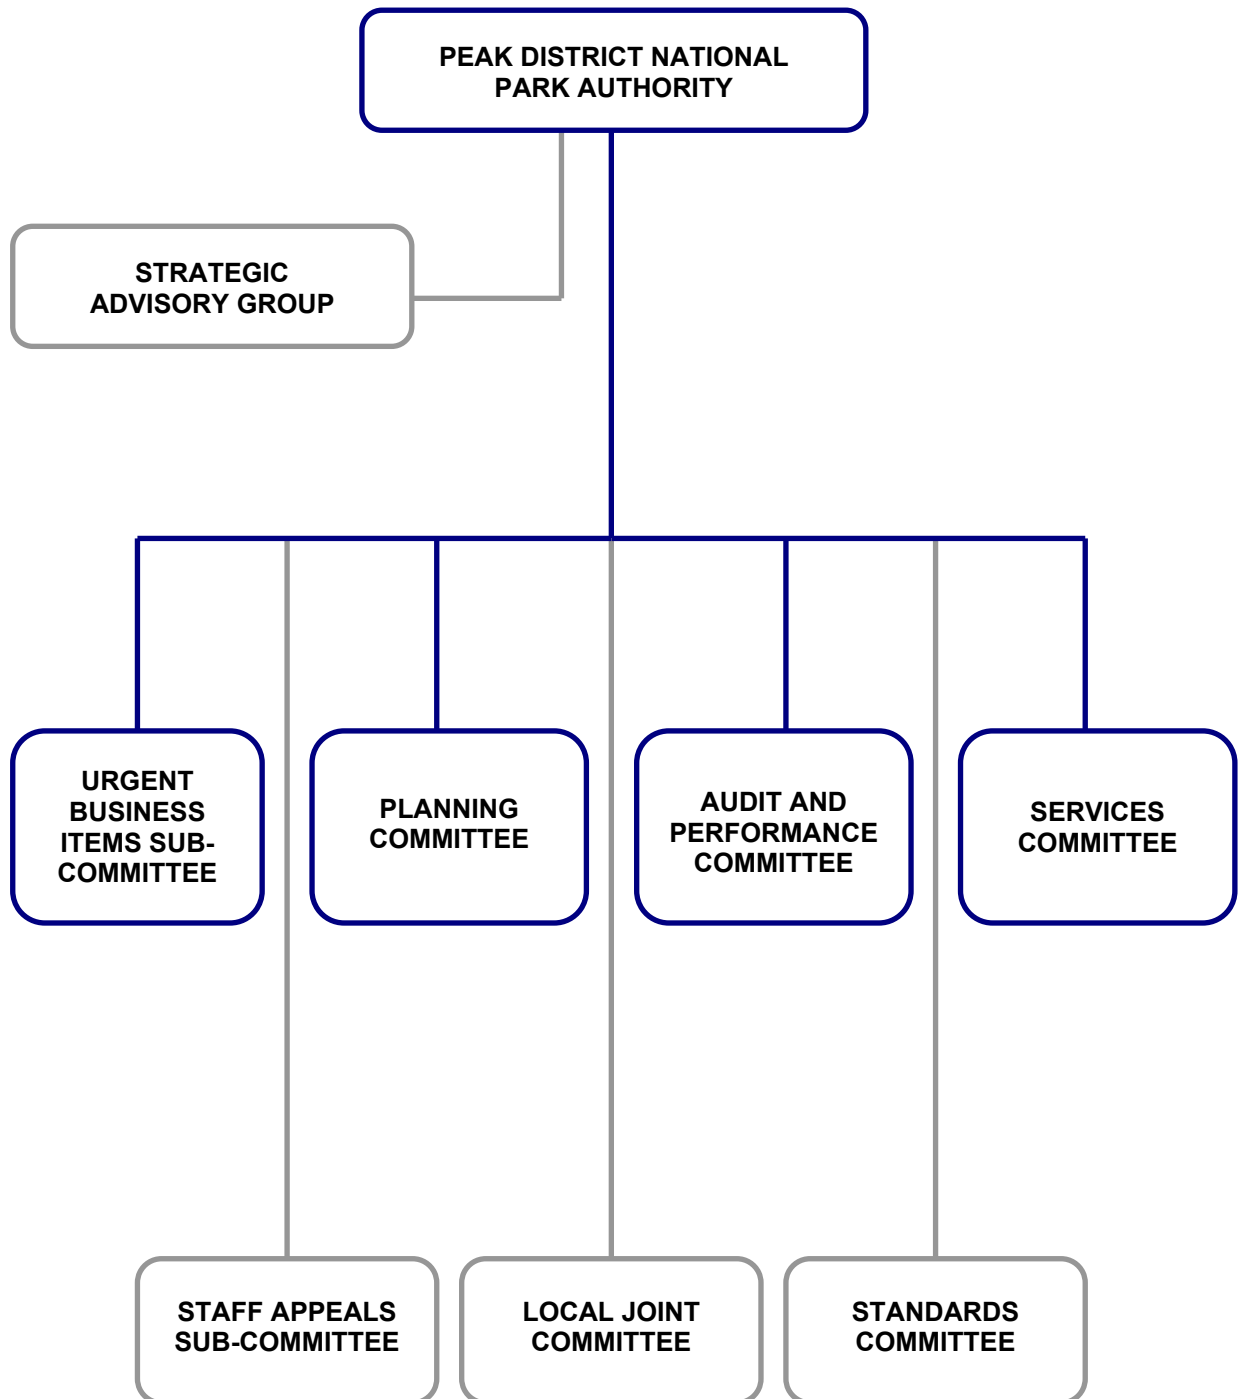 PEAK DISTRICT NATIONAL
PARK AUTHORITY
STRATEGIC
ADVISORY GROUP
URGENT
BUSINESS
ITEMS SUB-
COMMITTEE
PLANNING
COMMITTEE
AUDIT AND
PERFORMANCE
COMMITTEE
SERVICES
COMMITTEE
STAFF APPEALS
SUB-COMMITTEE
LOCAL JOINT
COMMITTEE
STANDARDS
COMMITTEE